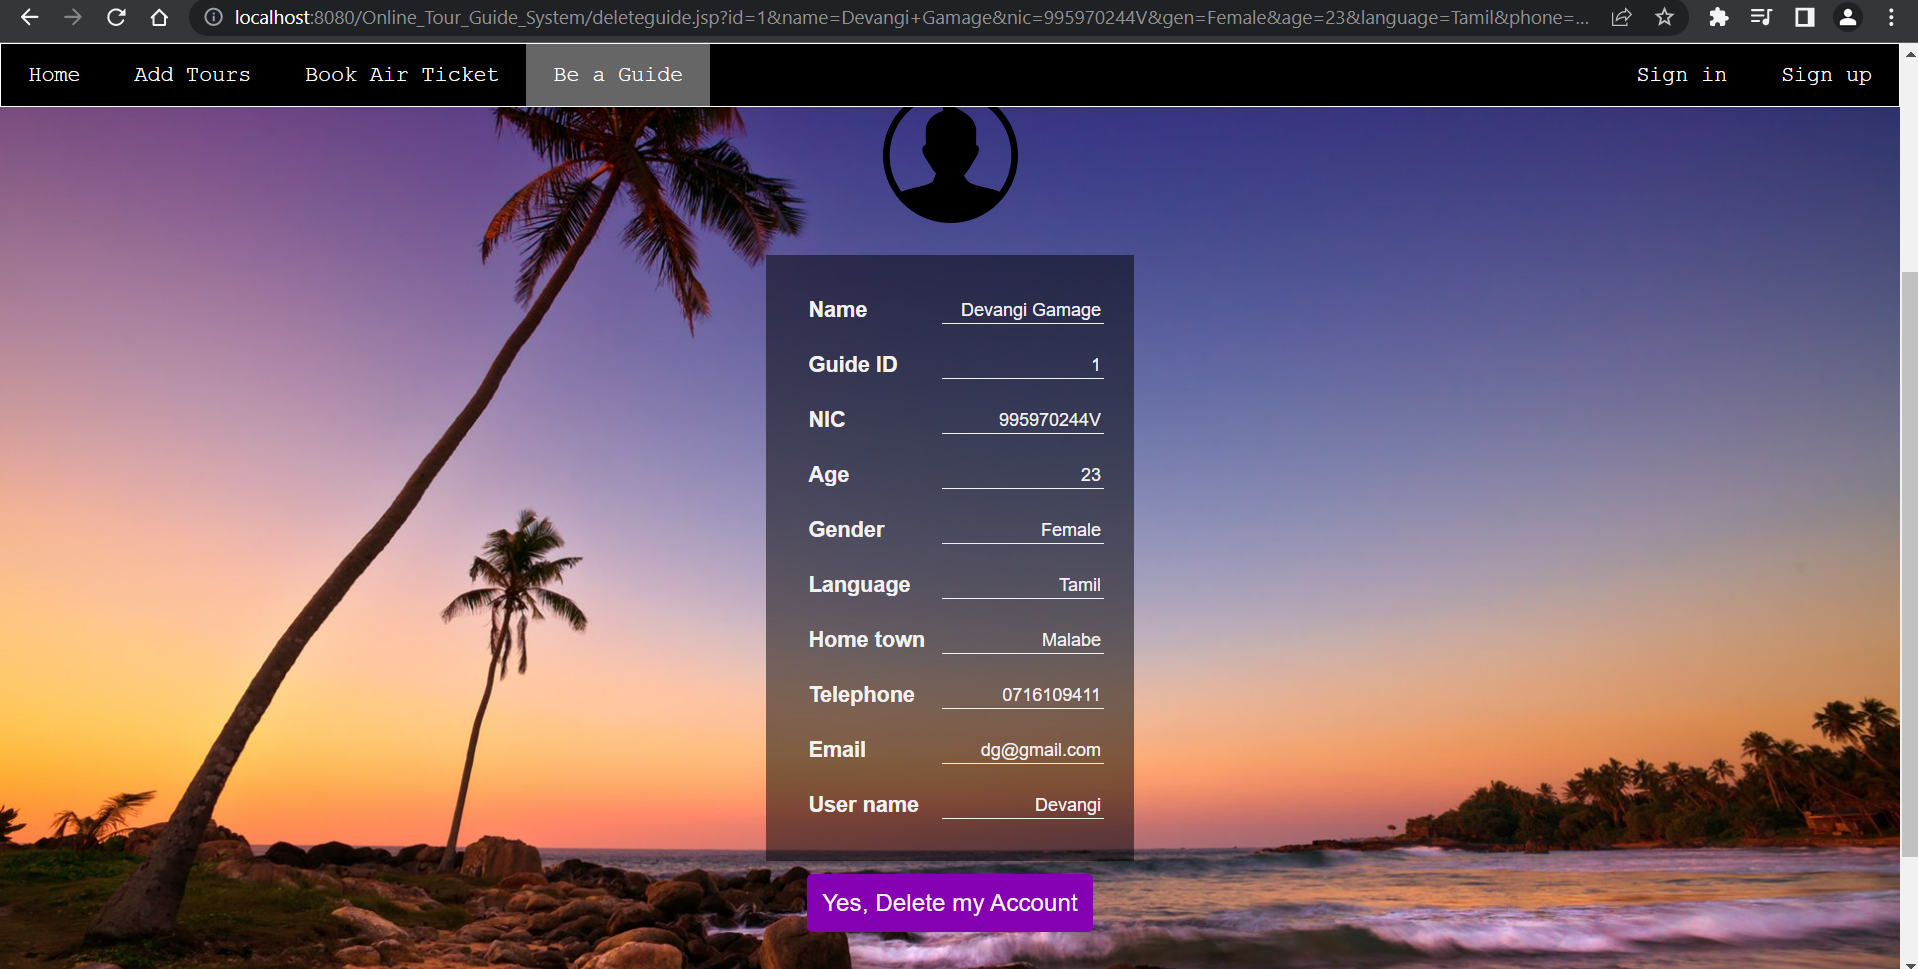 localhost:8080/Online_Tour_Guide_System/deleteguide.jsp?id=1&name=Devangi+Gamage&nic=995970244V&gen=Female&age=23&language=Tamil&phone=...
Home Add Tours Book Air Ticket Be a Guide Sign in Sign up
Name Devangi Gamage
Guide ID 1
NIC 995970244V
Age 23
Gender Female
Language Tamil
Home town Malabe
Telephone 0716109411
Email dg@gmail.com
User name Devangi
Yes, Delete my Account